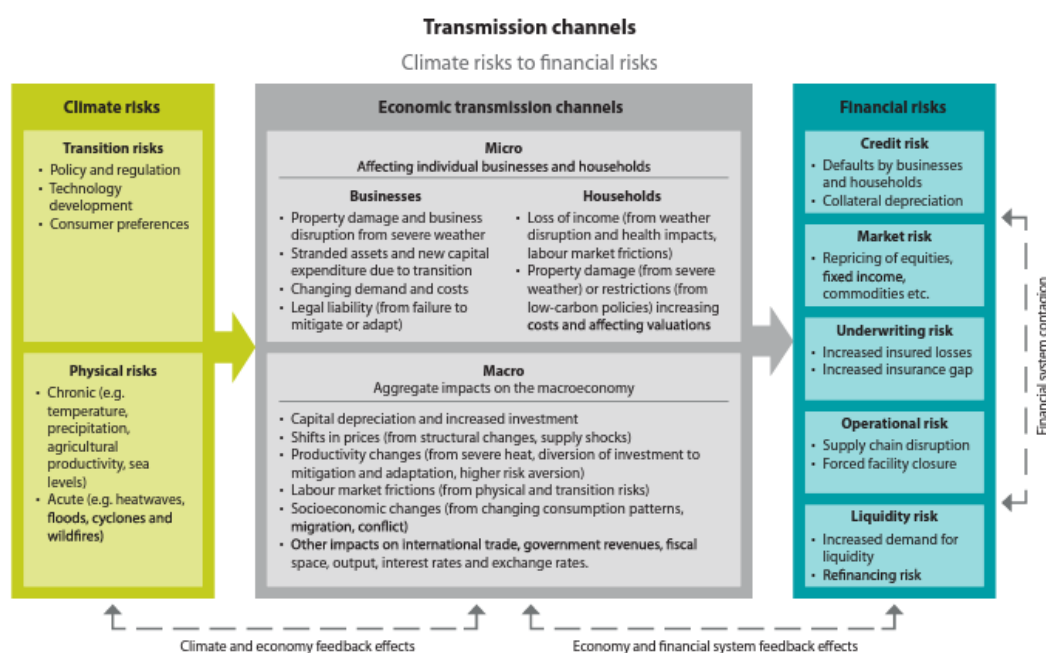 Transmission channels
Climate risks to financial risks
Climate risks
Transition risks
• Policy and regulation
• Technology
development
• Consumer preferences
Physical risks
• Chronic (e.g.
temperature,
precipitation,
agricultural
productivity, sea
levels)
• Acute (e.g. heatwaves,
floods, cyclones and
wildfires)
Economic transmission channels
Micro
Affecting individual businesses and households
Businesses
• Property damage and business
disruption from severe weather
• Stranded assets and new capital
expenditure due to transition
• Changing demand and costs
• Legal liability (from failure to
mitigate or adapt)
Households
• Loss of income (from weather
disruption and health impacts,
labour market frictions)
• Property damage (from severe
weather) or restrictions (from
low-carbon policies) increasing
costs and affecting valuations
Macro
Aggregate impacts on the macroeconomy
• Capital depreciation and increased investment
• Shifts in prices (from structural changes, supply shocks)
• Productivity changes (from severe heat, diversion of investment to
mitigation and adaptation, higher risk aversion)
• Labour market frictions (from physical and transition risks)
• Socioeconomic changes (from changing consumption patterns,
migration, conflict)
• Other impacts on international trade, government revenues, fiscal
space, output, interest rates and exchange rates.
Financial risks
Credit risk
• Defaults by businesses
and households
• Collateral depreciation
Market risk
• Repricing of equities,
fixed income,
commodities etc.
Underwriting risk
• Increased insured losses
• Increased insurance gap
Operational risk
• Supply chain disruption
• Forced facility closure
Liquidity risk
• Increased demand for
liquidity
• Refinancing risk
Financial system contagion
Climate and economy feedback effects
Economy and financial system feedback effects